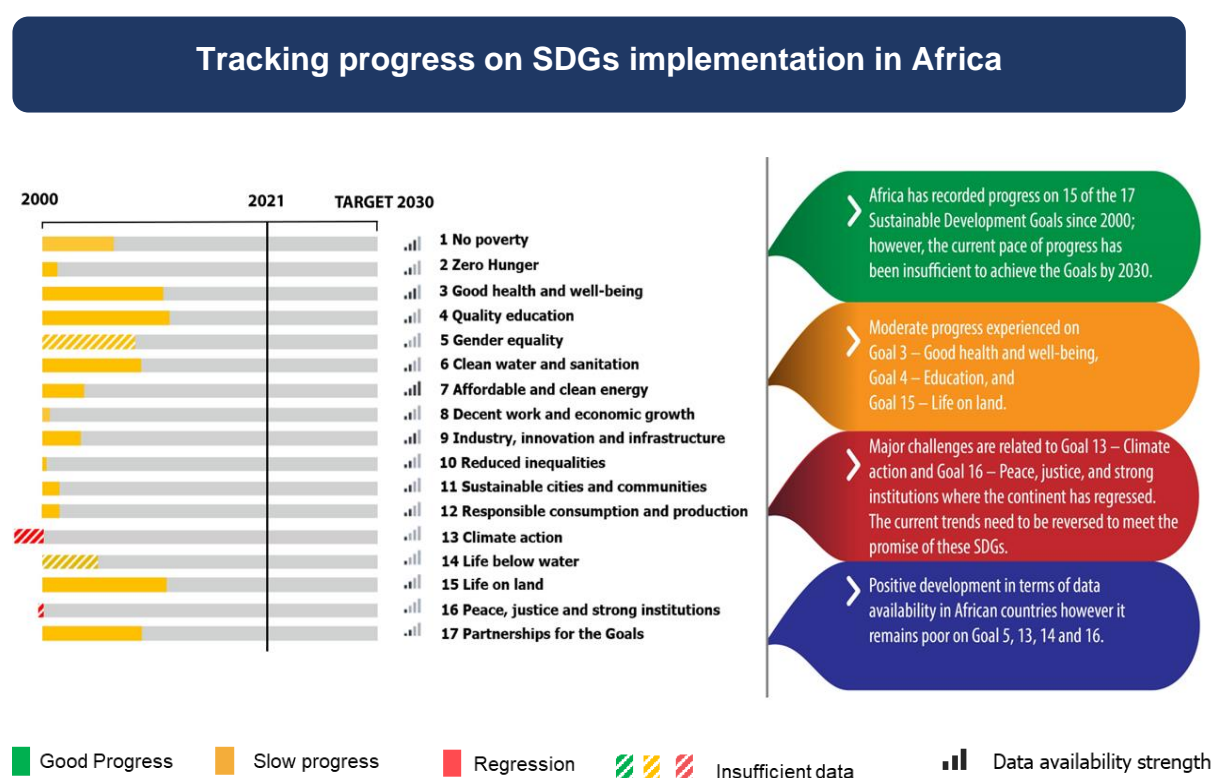 Tracking progress on SDGs implementation in Africa
2000
2021
TARGET 2030
1 No poverty
2 Zero Hunger
3 Good health and well-being
4 Quality education
5 Gender equality
6 Clean water and sanitation
7 Affordable and clean energy
8 Decent work and economic growth
9 Industry, innovation and infrastructure
10 Reduced inequalities
11 Sustainable cities and communities
12 Responsible consumption and production
13 Climate action
14 Life below water
15 Life on land
16 Peace, justice and strong institutions
17 Partnerships for the Goals
Africa has recorded progress on 15 of the 17
Sustainable Development Goals since 2000;
however, the current pace of progress has
been insufficient to achieve the Goals by 2030.
Moderate progress experienced on
Goal 3 – Good health and well-being,
Goal 4 – Education, and
Goal 15 – Life on land.
Major challenges are related to Goal 13 – Climate
action and Goal 16 – Peace, justice, and strong
institutions where the continent has regressed.
The current trends need to be reversed to meet the
promise of these SDGs.
Positive development in terms of data
availability in African countries however it
remains poor on Goal 5, 13, 14 and 16.
Good Progress
Slow progress
Regression
Insufficient data
Data availability strength